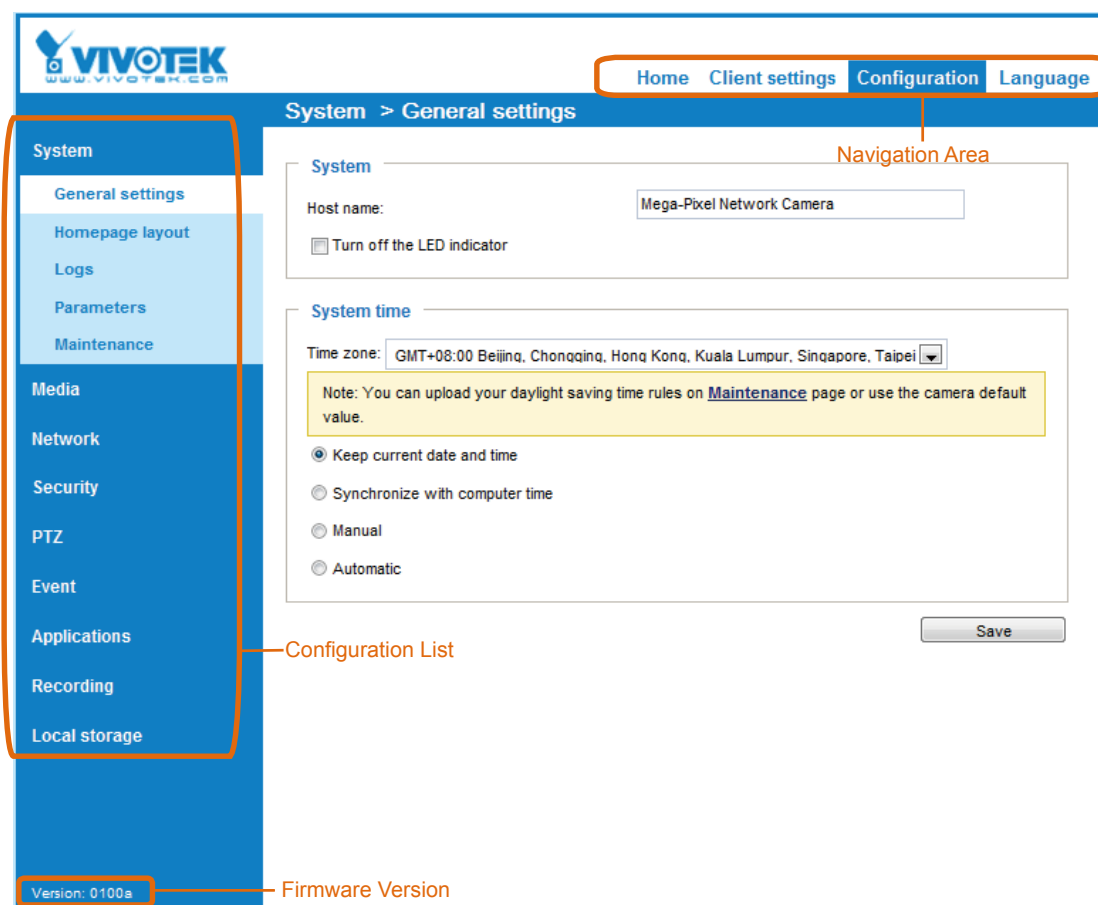 VIVOTEK
www.vivotek.com
Home Client settings Configuration Language
System > General settings
Navigation Area
System
General settings
Homepage layout
Logs
Parameters
Maintenance
Media
Network
Security
PTZ
Event
Applications
Recording
Local storage
Configuration List
Version: 0100a
Firmware Version
System
Host name: Mega-Pixel Network Camera
Turn off the LED indicator
System time
Time zone: GMT+08:00 Beijing, Chongqing, Hong Kong, Kuala Lumpur, Singapore, Taipei
Note: You can upload your daylight saving time rules on Maintenance page or use the camera default
value.
Keep current date and time
Synchronize with computer time
Manual
Automatic
Save